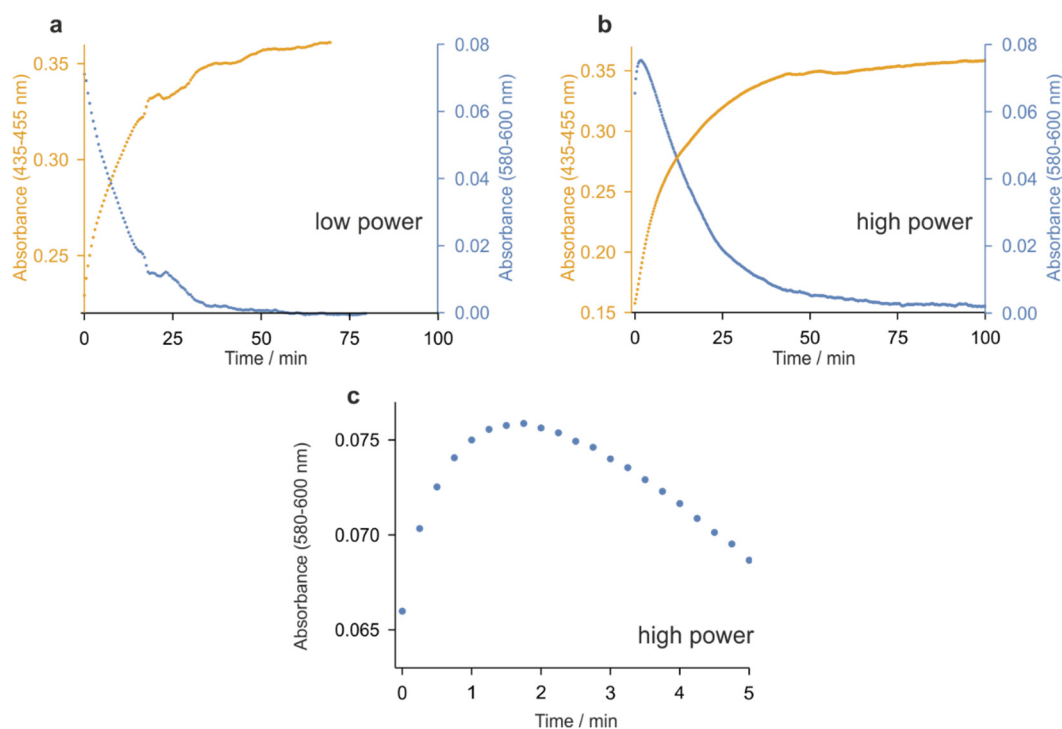 a
Absorbance (435-455 nm)
0.35
0.30
0.25
0.08
0.06
0.04
0.02
0.00
Absorbance (580-600 nm)
low power
0
25
50
75
100
Time / min
b
Absorbance (435-455 nm)
0.35
0.30
0.25
0.20
0.15
0.08
0.06
0.04
0.02
0.00
Absorbance (580-600 nm)
high power
0
25
50
75
100
Time / min
c
Absorbance (580-600 nm)
0.075
0.070
0.065
high power
0
1
2
3
4
5
Time / min